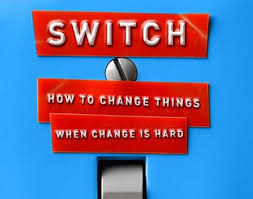 SWITCH
HOW TO CHANGE THINGS
WHEN CHANGE IS HARD